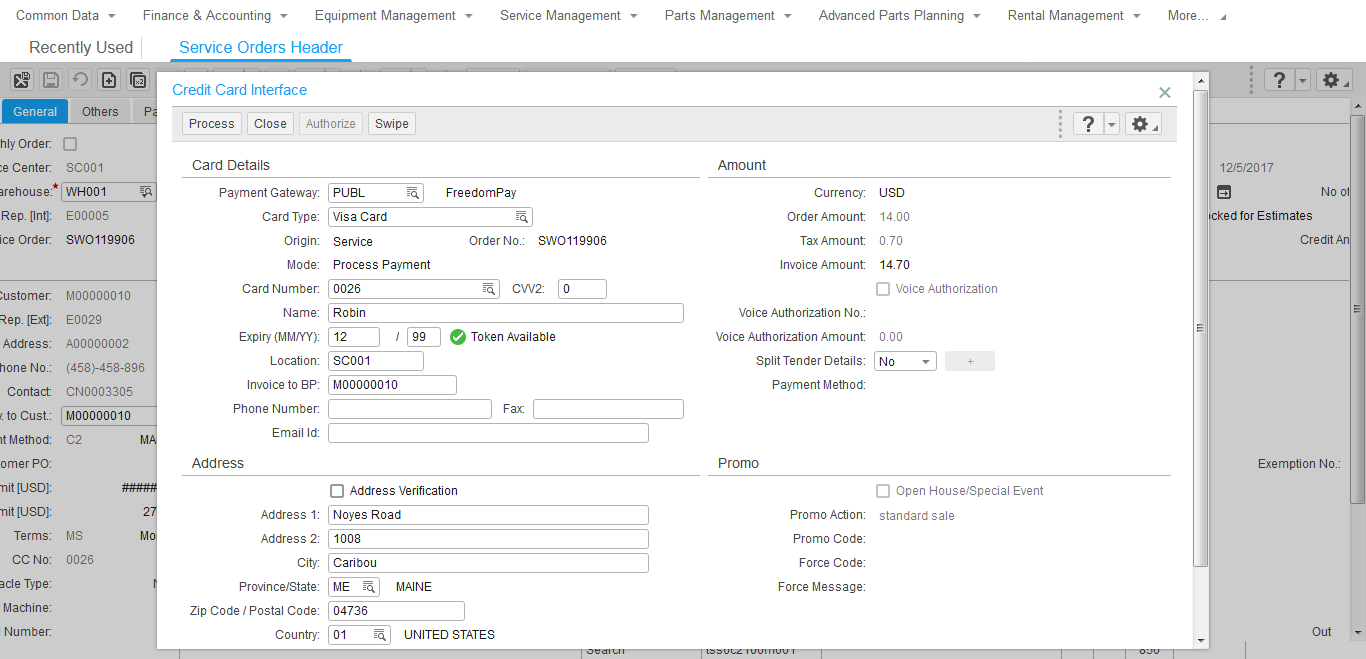 Common Data Finance & Accounting Equipment Management Service Management Parts Management Advanced Parts Planning Rental Management More...
Recently Used Service Orders Header
General Others Pa
Credit Card Interface
Process Close Authorize Swipe
?
?
Card Details
Payment Gateway: PUBL FreedomPay
Card Type: Visa Card
Origin: Service Order No.: SWO119906
Mode: Process Payment
Card Number: 0026 CVV2: 0
Name: Robin
Expiry (MM/YY): 12 / 99 Token Available
Location: SC001
Invoice to BP: M00000010
Phone Number: Fax:
Email Id:
Amount
Currency: USD
Order Amount: 14.00
Tax Amount: 0.70
Invoice Amount: 14.70
Voice Authorization
Voice Authorization No.:
Voice Authorization Amount: 0.00
Split Tender Details: No +
Payment Method:
Address
Address Verification
Address 1: Noyes Road
Address 2: 1008
City: Caribou
Province/State: ME MAINE
Zip Code / Postal Code: 04736
Country: 01 UNITED STATES
Promo
Open House/Special Event
Promo Action: standard sale
Promo Code:
Force Code:
Force Message:
hly Order:
ce Center: SC001
arehouse:* WH001
Rep. [Int]: E00005
ice Order: SWO119906
Customer: M00000010
Rep. [Ext]: E0029
Address: A00000002
hone No.: (458)-458-896
Contact: CN0003305
. to Cust.: M00000010
nt Method: C2 MA
omer PO:
mit [USD]: #####
mit [USD]: 27
Terms: MS Mo
CC No: 0026
acle Type:
Machine:
l Number:
12/5/2017
No of
ocked for Estimates
Credit An
Exemption No.:
Out
Search tss0c2100m001 850